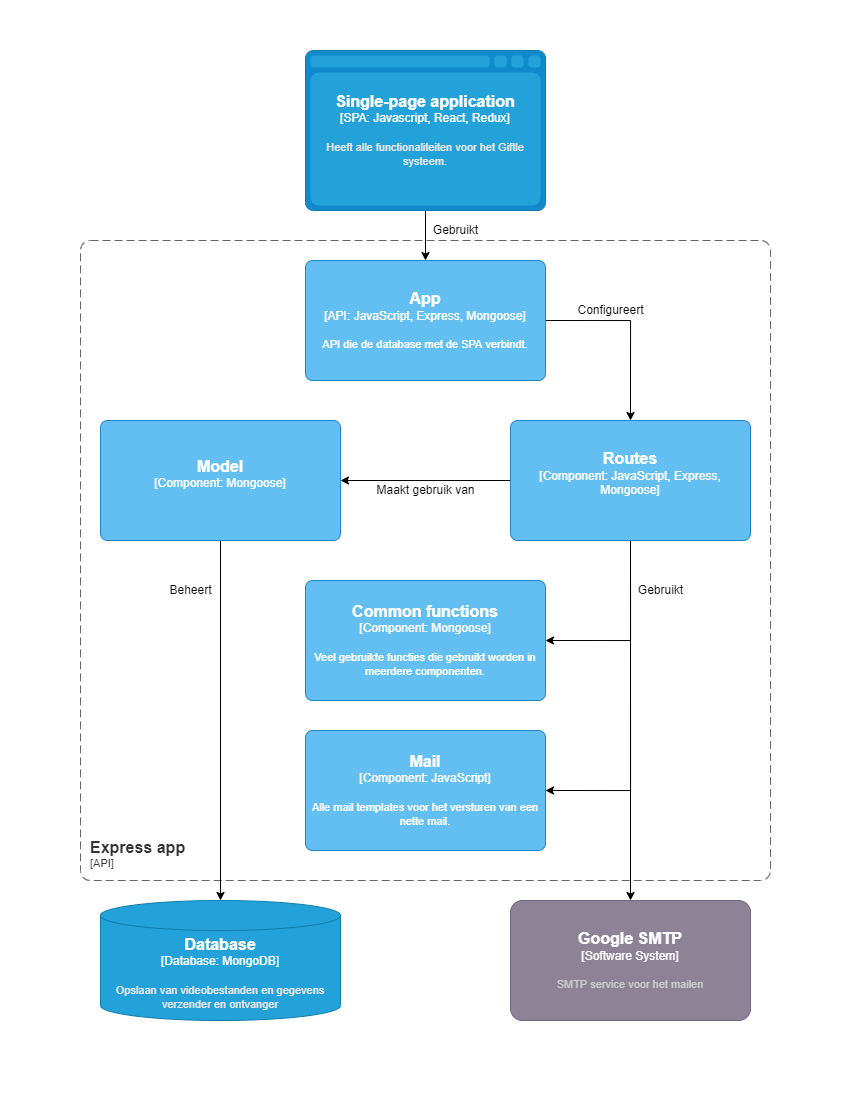 Single-page application
[SPA: Javascript, React, Redux]
Heeft alle functionaliteiten voor het Giftle
systeem.
Gebruikt
App
[API: JavaScript, Express, Mongoose]
API die de database met de SPA verbindt.
Configureert
Model
[Component: Mongoose]
Maakt gebruik van
Routes
[Component: JavaScript, Express,
Mongoose]
Beheert
Gebruikt
Common functions
[Component: Mongoose]
Veel gebruikte functies die gebruikt worden in
meerdere componenten.
Mail
[Component: JavaScript]
Alle mail templates voor het versturen van een
nette mail.
Express app
[API]
Database
[Database: MongoDB]
Opslaan van videobestanden en gegevens
verzender en ontvanger
Google SMTP
[Software System]
SMTP service voor het mailen